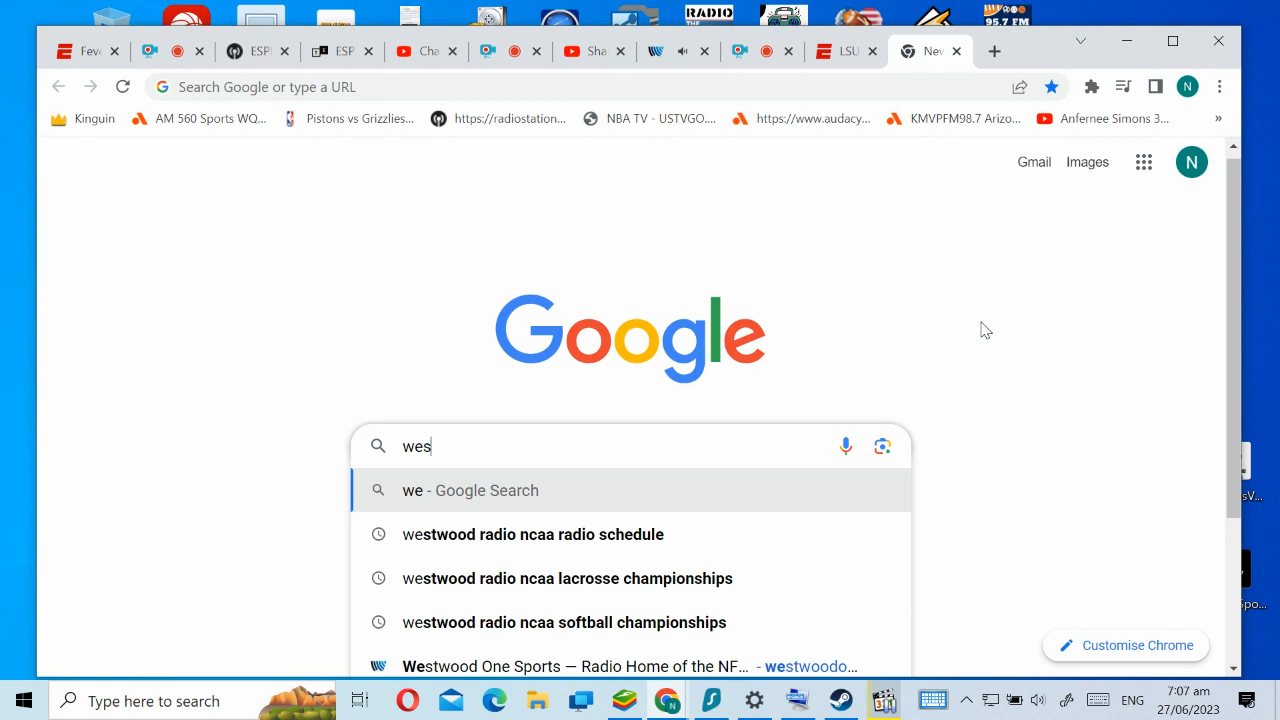 RADIO
95.7 FM
Feve
ESPI
ESP
Cha
Sha
LSU
Nev
Search Google or type a URL
N
Kinguin
AM 560 Sports WQ...
Pistons vs Grizzlies...
https://radiostation...
NBA TV - USTVGO....
https://www.audacy...
KMVPFM98.7 Arizo...
Anfernee Simons 3...
»
Gmail
Images
N
Google
wes
we - Google Search
westwood radio ncaa radio schedule
westwood radio ncaa lacrosse championships
westwood radio ncaa softball championships
Westwood One Sports — Radio Home of the NF... - westwoodo...
Customise Chrome
sV...
Spo...
Type here to search
ENG
7:07 am
27/06/2023